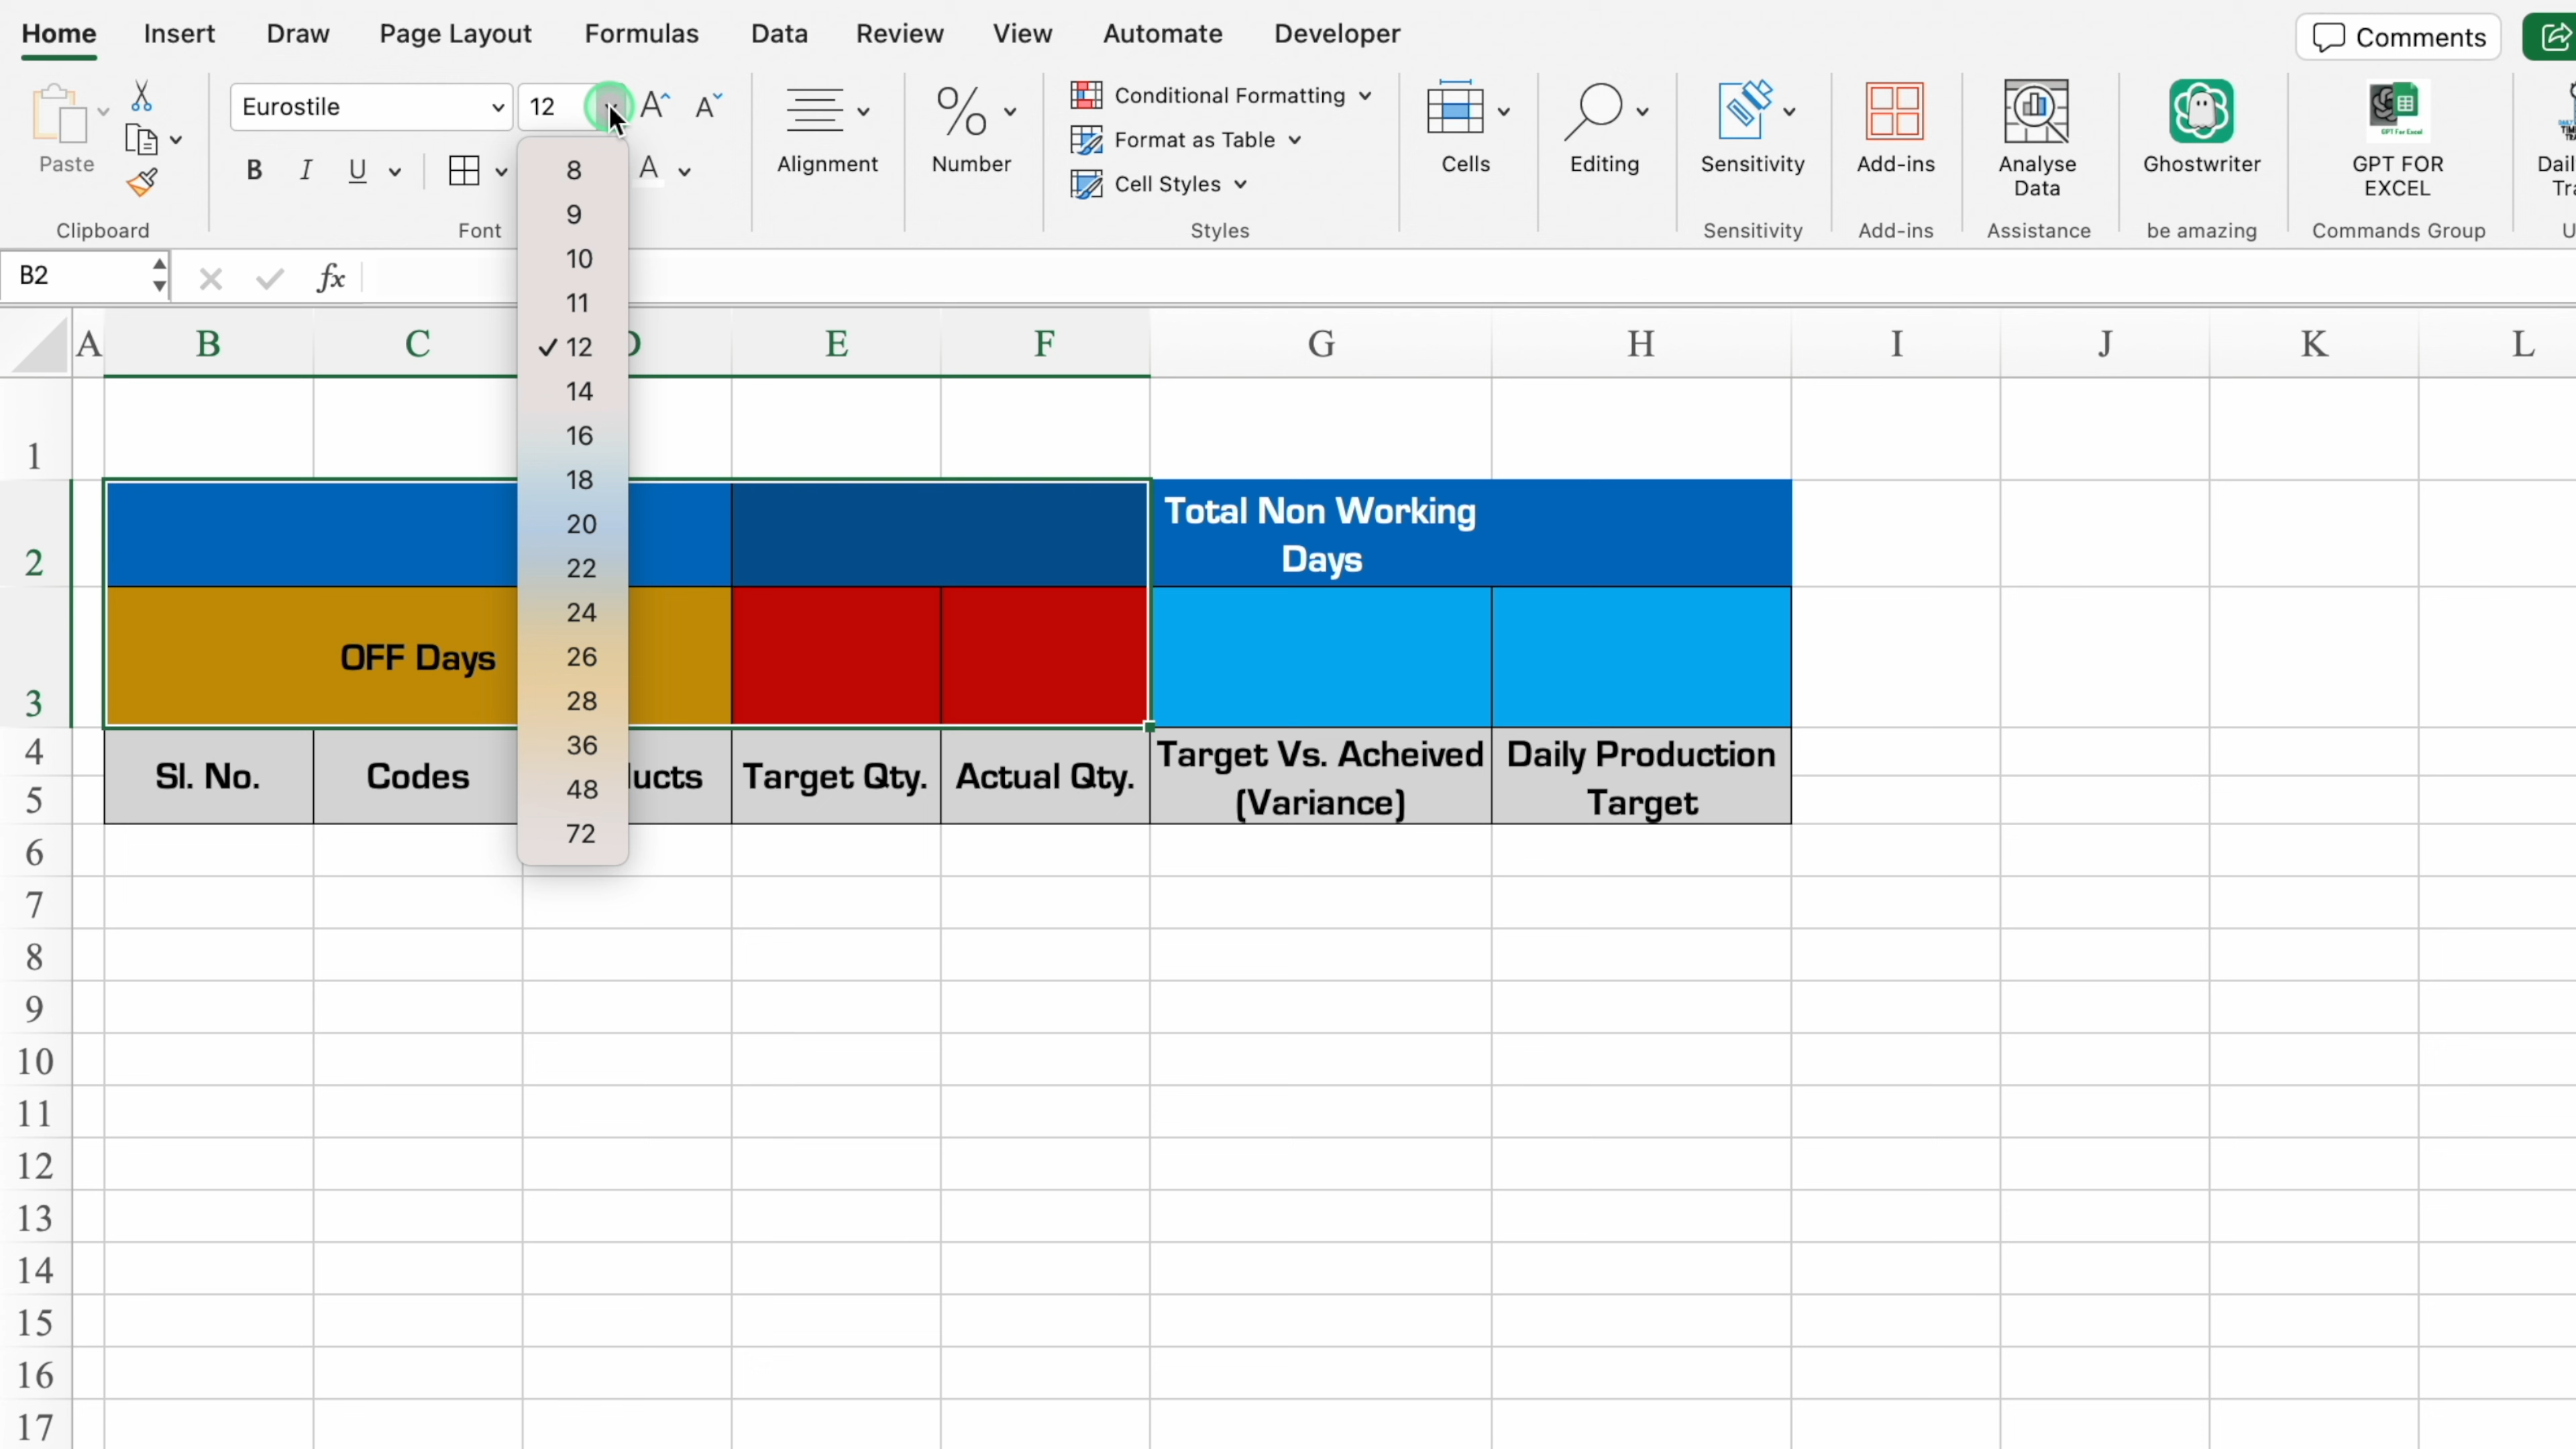 Home Insert Draw Page Layout Formulas Data Review View Automate Developer Comments
Paste
Clipboard
Eurostile 12
B I U A
Font
Alignment
%
Number
Conditional Formatting
Format as Table
Cell Styles
Styles
Cells
Editing
Sensitivity
Sensitivity
Add-ins
Add-ins
Analyse
Data
Assistance
Ghostwriter
be amazing
GPT For Excel
GPT FOR
EXCEL
Commands Group
8
9
10
11
✓ 12
14
16
18
20
22
24
26
28
36
48
72
B2 fx
A B C D E F G H I J K L
1
2 Total Non Working
Days
3 OFF Days
4
5
Sl. No. Codes ucts Target Qty. Actual Qty.
Target Vs. Acheived
(Variance)
Daily Production
Target
6
7
8
9
10
11
12
13
14
15
16
17